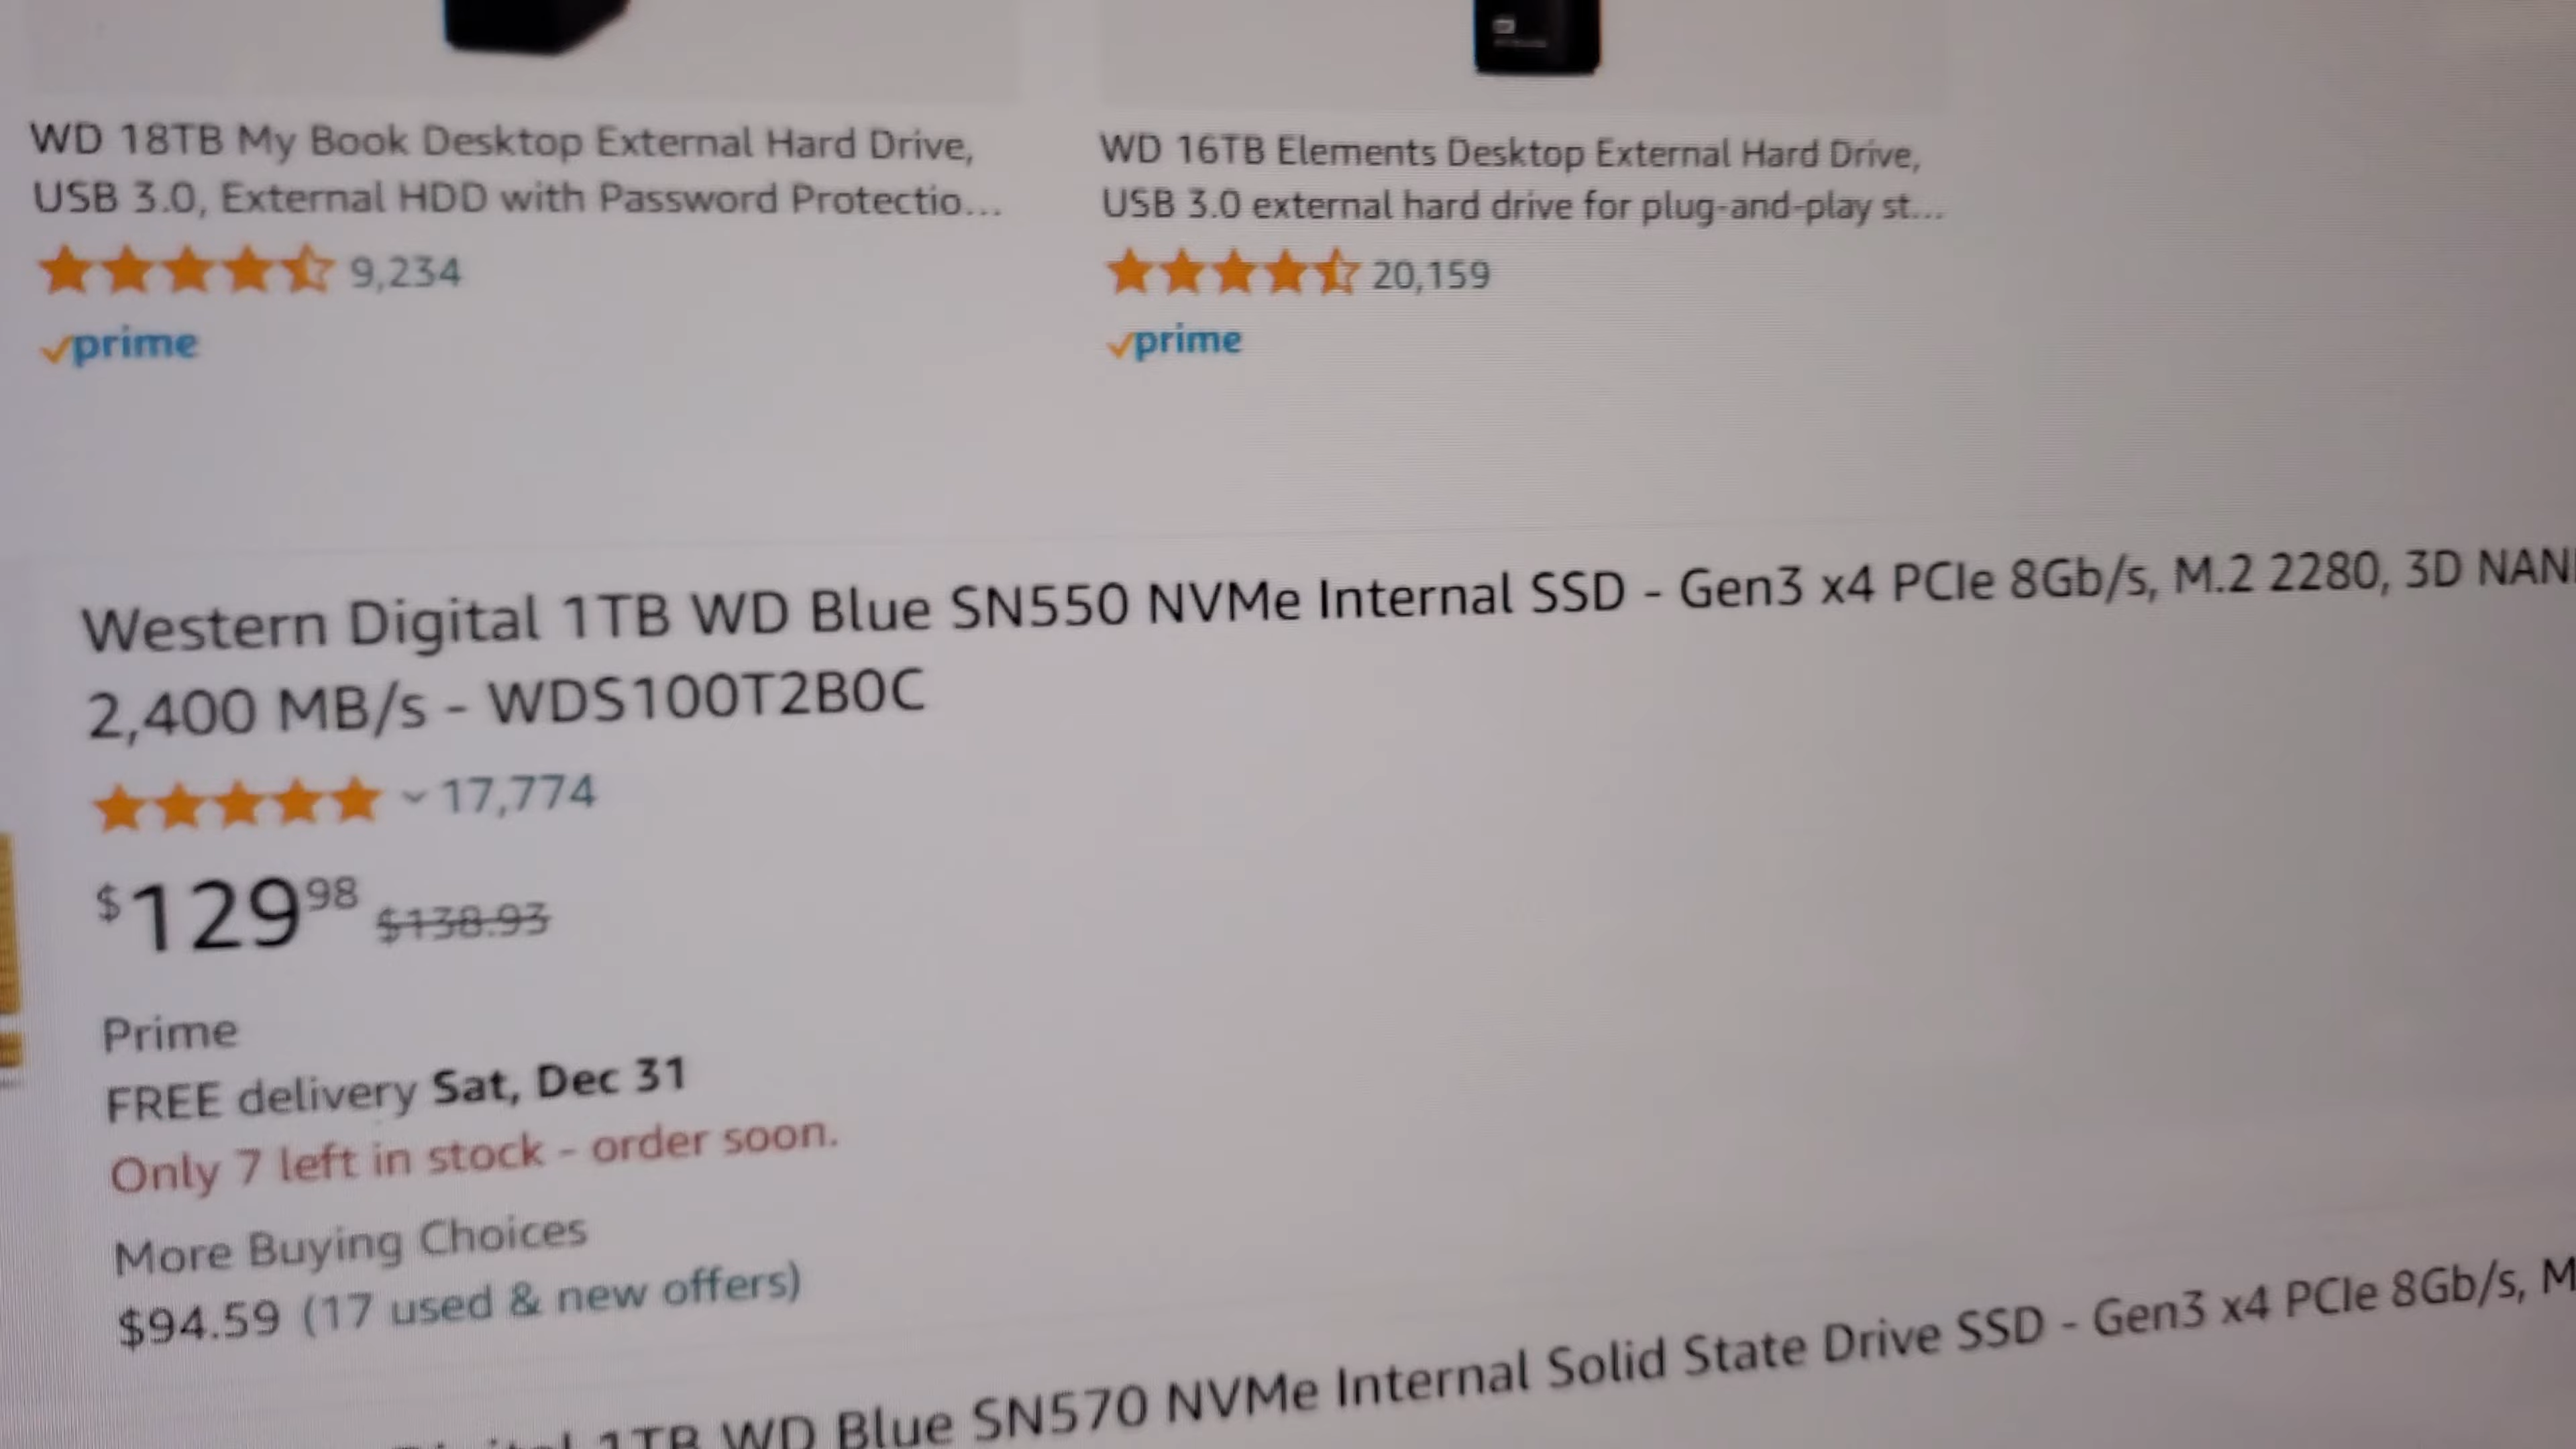 WD 18TB My Book Desktop External Hard Drive,
USB 3.0, External HDD with Password Protectio...
9,234
prime
WD 16TB Elements Desktop External Hard Drive,
USB 3.0 external hard drive for plug-and-play st...
20,159
prime
Western Digital 1TB WD Blue SN550 NVMe Internal SSD - Gen3 x4 PCIe 8Gb/s, M.2 2280, 3D NAN
2,400 MB/s - WDS100T2B0C
17,774
$129 98 $138.93
Prime
FREE delivery Sat, Dec 31
Only 7 left in stock - order soon.
More Buying Choices
$94.59 (17 used & new offers)
1TB WD Blue SN570 NVMe Internal Solid State Drive SSD - Gen3 x4 PCIe 8Gb/s, M